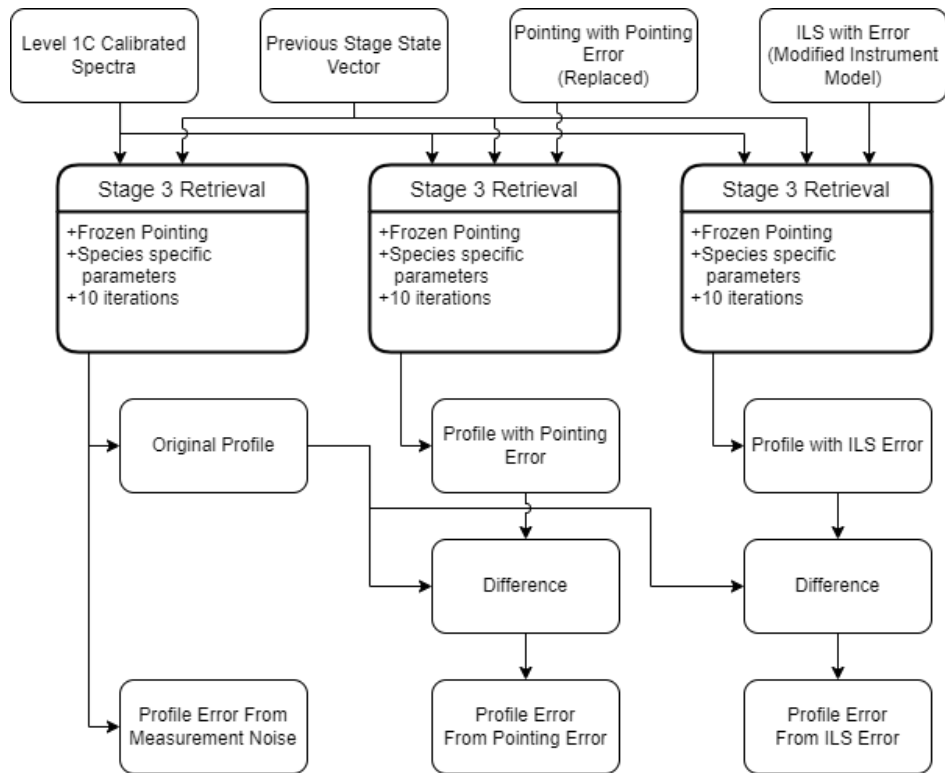 Level 1C Calibrated
Spectra
Previous Stage State
Vector
Pointing with Pointing
Error
(Replaced)
ILS with Error
(Modified Instrument
Model)
Stage 3 Retrieval
+Frozen Pointing
+Species specific
parameters
+10 iterations
Stage 3 Retrieval
+Frozen Pointing
+Species specific
parameters
+10 iterations
Stage 3 Retrieval
+Frozen Pointing
+Species specific
parameters
+10 iterations
Original Profile
Profile with Pointing
Error
Profile with ILS Error
Difference
Difference
Profile Error From
Measurement Noise
Profile Error
From Pointing Error
Profile Error
From ILS Error